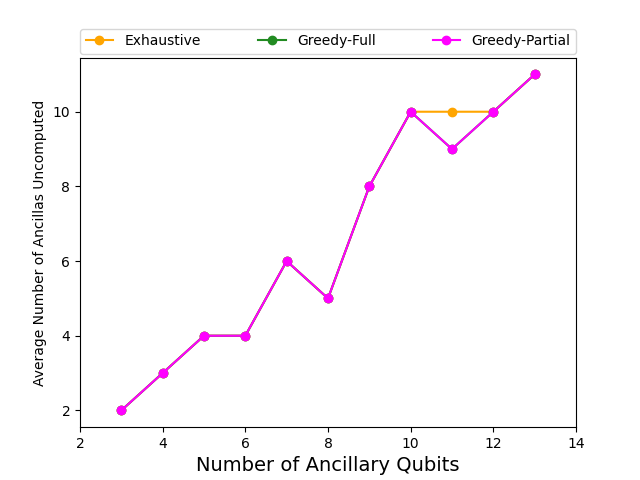 Exhaustive Greedy-Full Greedy-Partial
Average Number of Ancillas Uncomputed
10
8
6
4
2
2 4 6 8 10 12 14
Number of Ancillary Qubits